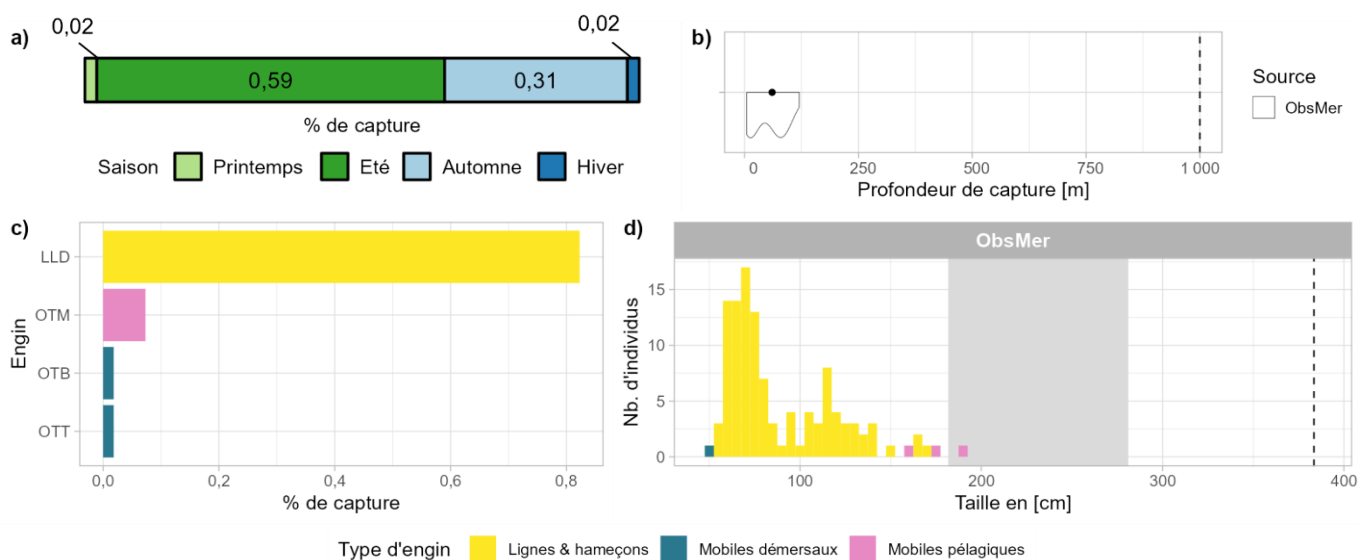 a)
0,02
0,02
0,59
0,31
% de capture
Saison
Printemps
Eté
Automne
Hiver
b)
0
250
500
750
1 000
Profondeur de capture [m]
Source
ObsMer
c)
LLD
OTM
OTB
OTT
Engin
0,0
0,2
0,4
0,6
0,8
% de capture
d)
ObsMer
15
10
5
0
Nb. d'individus
100
200
300
400
Taille en [cm]
Type d'engin
Lignes & hameçons
Mobiles démersaux
Mobiles pélagiques